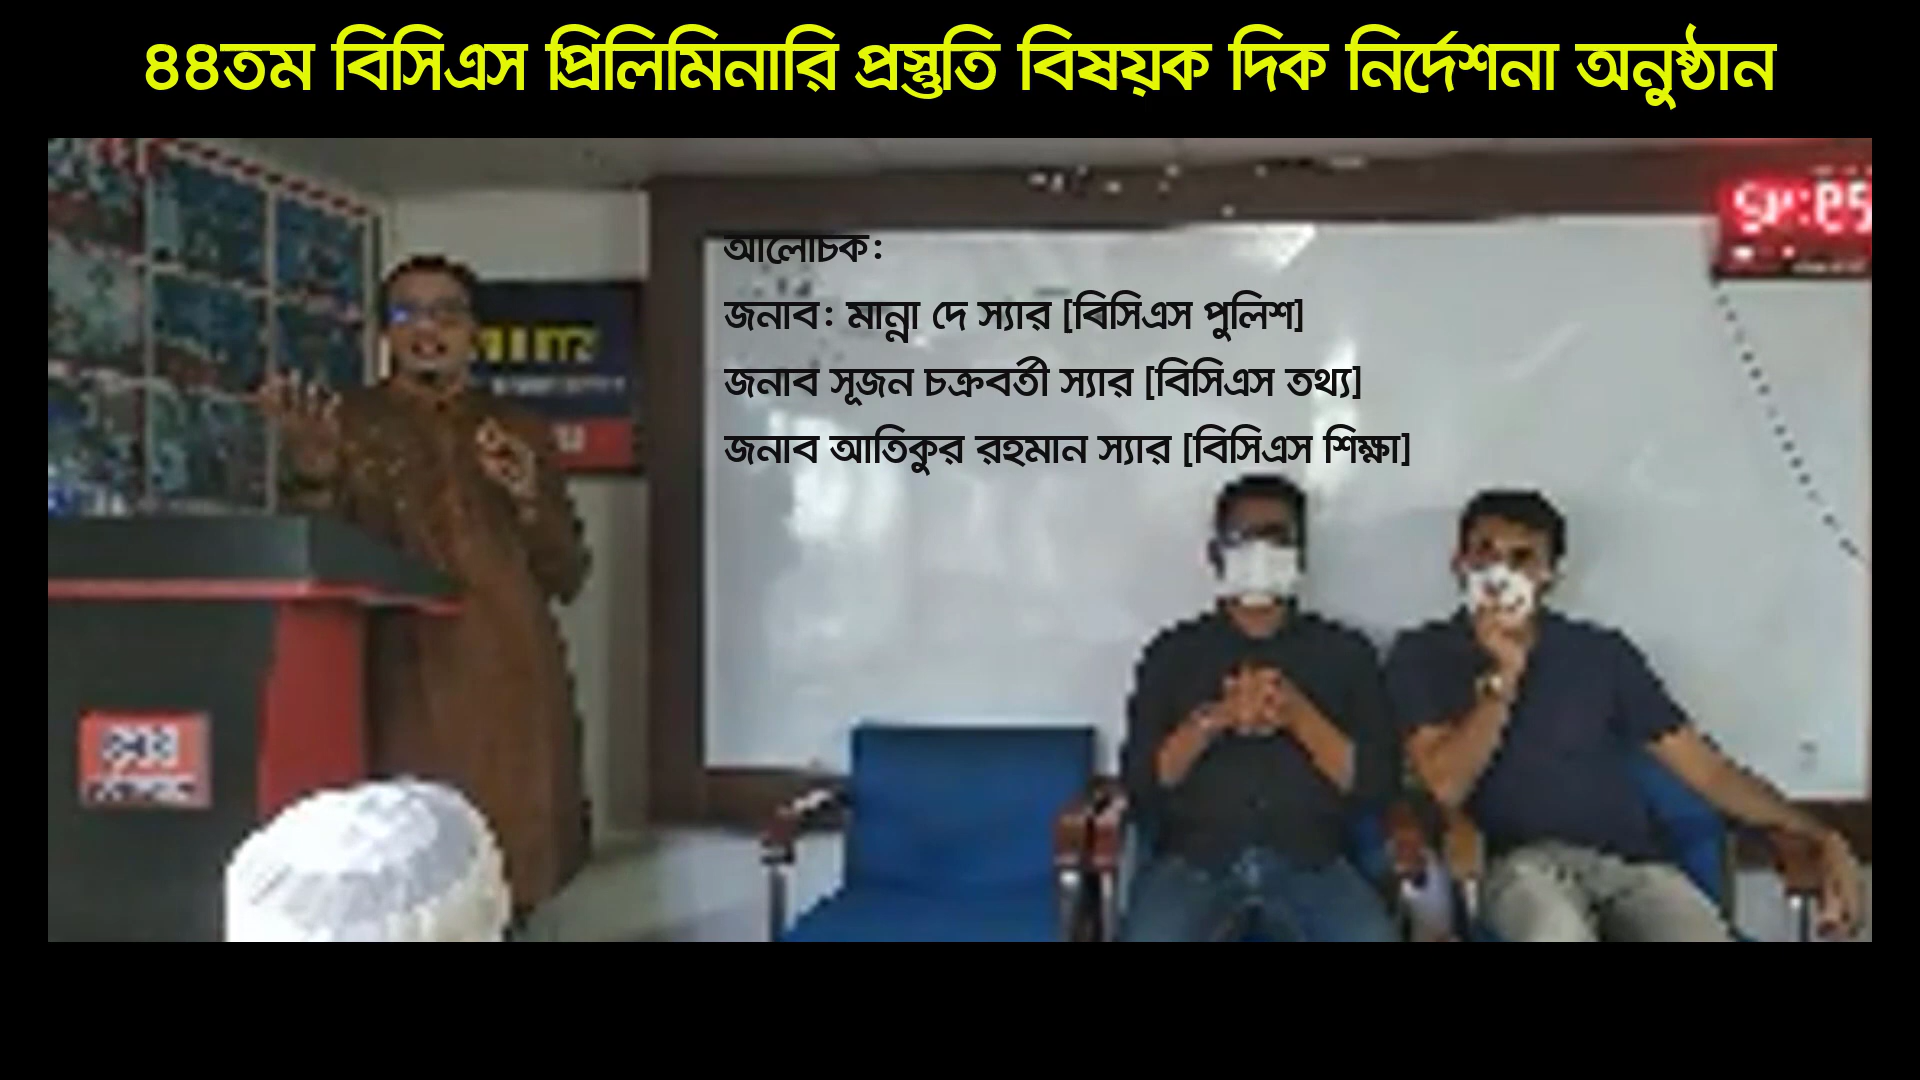 ৪৪তম বিসিএস প্রিলিমিনারি প্রস্তুতি বিষয়ক দিক নির্দেশনা অনুষ্ঠান
আলোচক:
জনাব: মান্না দে স্যার [বিসিএস পুলিশ]
জনাব সূজন চক্রবর্তী স্যার [বিসিএস তথ্য]
জনাব আতিকুর রহমান স্যার [বিসিএস শিক্ষা]